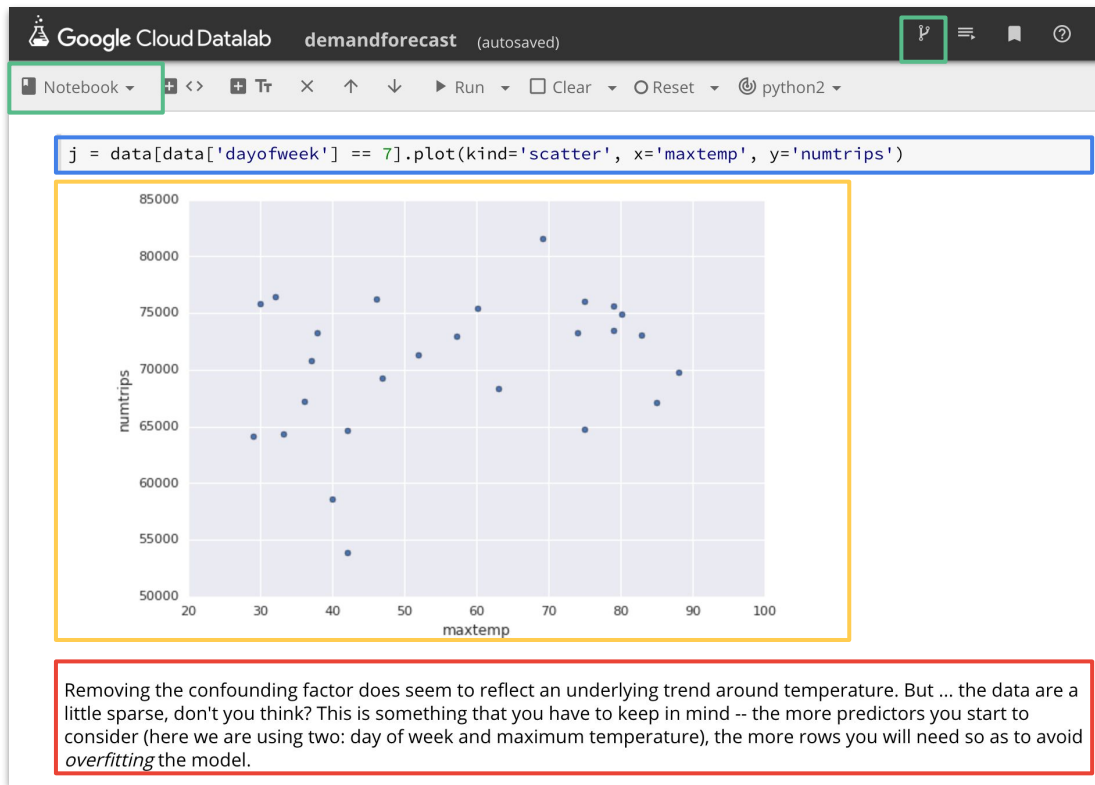 Google Cloud Datalab demandforecast (autosaved)
Notebook <> Tт Run Clear Reset python2
j = data[data['dayofweek'] == 7].plot(kind='scatter', x='maxtemp', y='numtrips')
85000
80000
75000
70000
65000
60000
55000
50000
numtrips
20 30 40 50 60 70 80 90 100
maxtemp
Removing the confounding factor does seem to reflect an underlying trend around temperature. But ... the data are a
little sparse, don't you think? This is something that you have to keep in mind -- the more predictors you start to
consider (here we are using two: day of week and maximum temperature), the more rows you will need so as to avoid
overfitting the model.